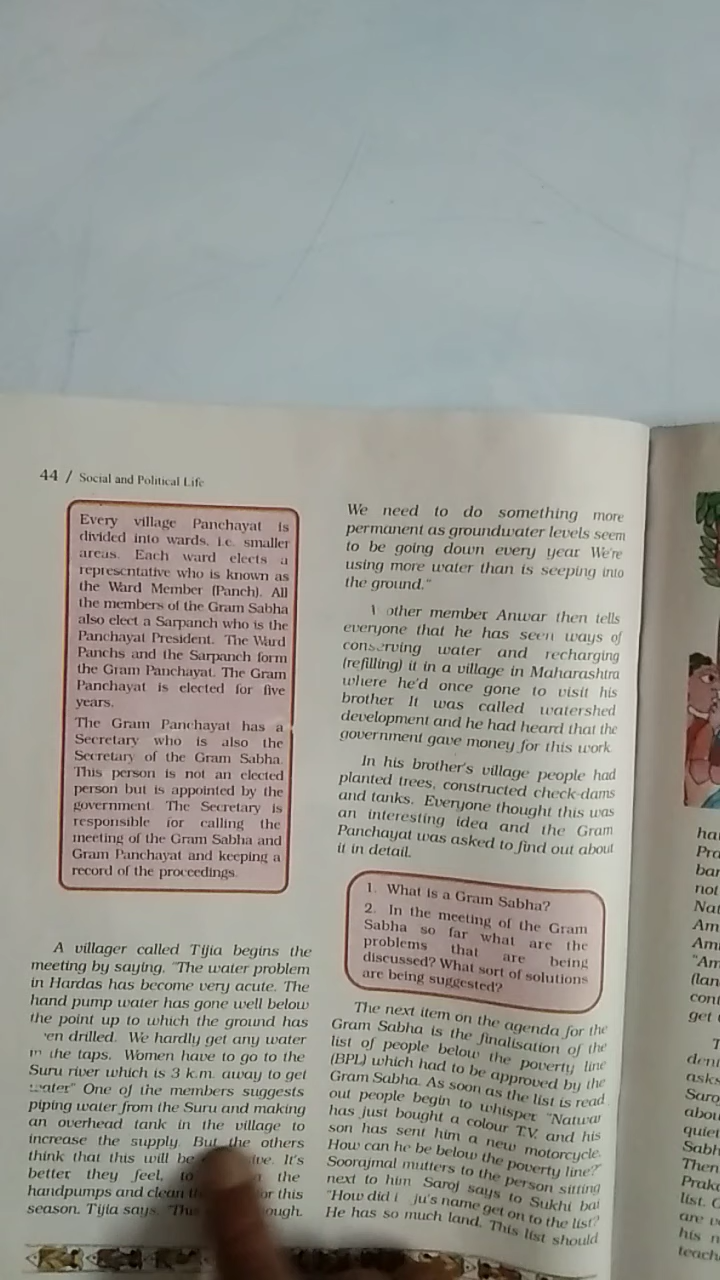 44 / Social and Political Life
Every village Panchayat is
divided into wards, i.e. smaller
areas. Each ward elects a
representative who is known as
the Ward Member (Panch). All
the members of the Gram Sabha
also elect a Sarpanch who is the
Panchayat President. The Ward
Panchs and the Sarpanch form
the Gram Panchayat. The Gram
Panchayat is elected for five
years.
The Gram Panchayat has a
Secretary who is also the
Secretary of the Gram Sabha.
This person is not an elected
person but is appointed by the
government. The Secretary is
responsible for calling the
meeting of the Gram Sabha and
Gram Panchayat and keeping a
record of the proceedings.
A villager called Tijia begins the
meeting by saying, "The water problem
in Hardas has become very acute. The
hand pump water has gone well below
the point up to which the ground has
drilled. We hardly get any water
the taps. Women have to go to the
Suru river which is 3 k.m. away to get
One of the members suggests
piping water from the Suru and making
an overhead tank in the village to
increase the supply. But the others
think that this will be It's
better they feel, the
handpumps and clean for this
season. Tijia says,
We need to do something more
permanent as groundwater levels seem
to be going down every year. We're
using more water than is seeping into
the ground."
other member Anwar then tells
everyone that he has seen ways of
conserving water and recharging
(refilling) it in a village in Maharashtra
where he'd once gone to visit his
brother. It was called watershed
development and he had heard that the
government gave money for this work.
In his brother's village people had
planted trees, constructed check-dams
and tanks. Everyone thought this was
an interesting idea and the Gram
Panchayat was asked to find out about
it in detail.
1. What is a Gram Sabha?
2. In the meeting of the Gram
Sabha so far what are the
problems that are being
discussed? What sort of solutions
are being suggested?
The next item on the agenda for the
Gram Sabha is the finalisation of the
list of people below the poverty line
(BPL) which had to be approved by the
Gram Sabha. As soon as the list is read
out people begin to whisper. "Natwar
has just bought a colour T.V. and his
son has sent him a new motorcycle.
How can he be below the poverty line?"
Soorajmal mutters to the person sitting
next to him. Saroj says to Sukhi bai
"How did name get on to the list?
He has so much land. This list should